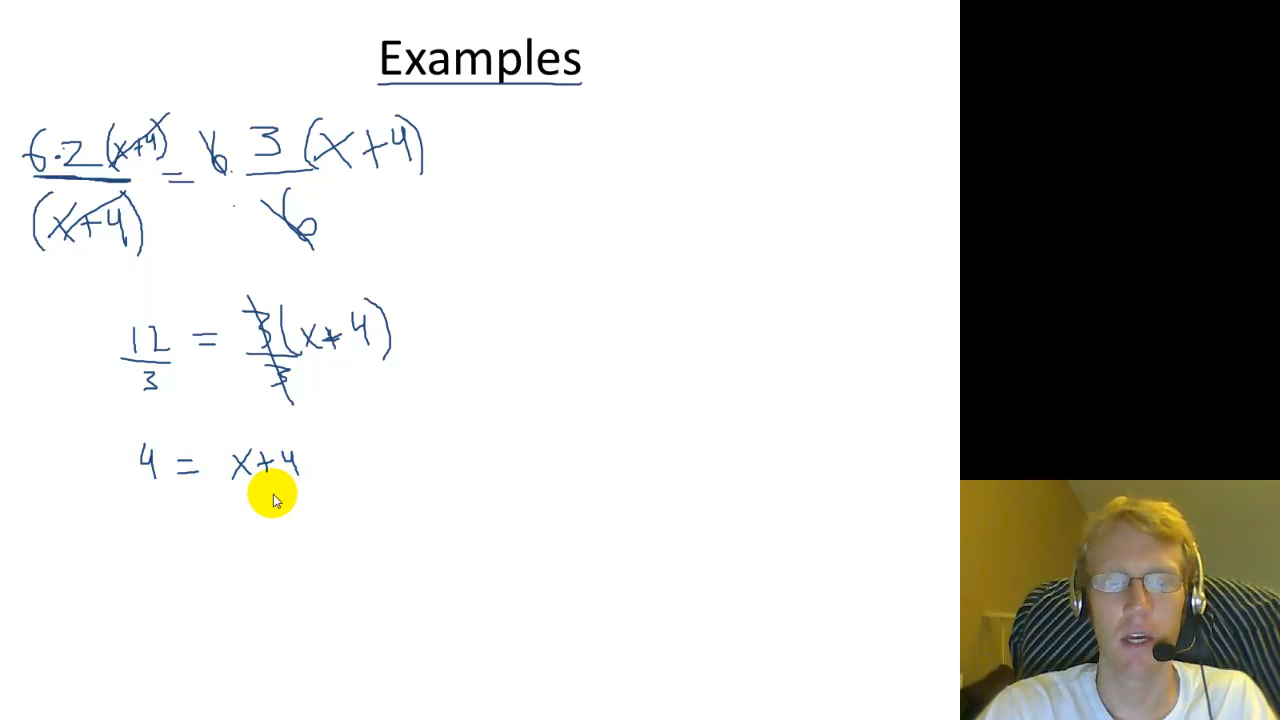 Examples
6·2(x+4)/(x+4) = 6·3(x+4)/6
12/3 = 3(x+4)/3
4 = x+4